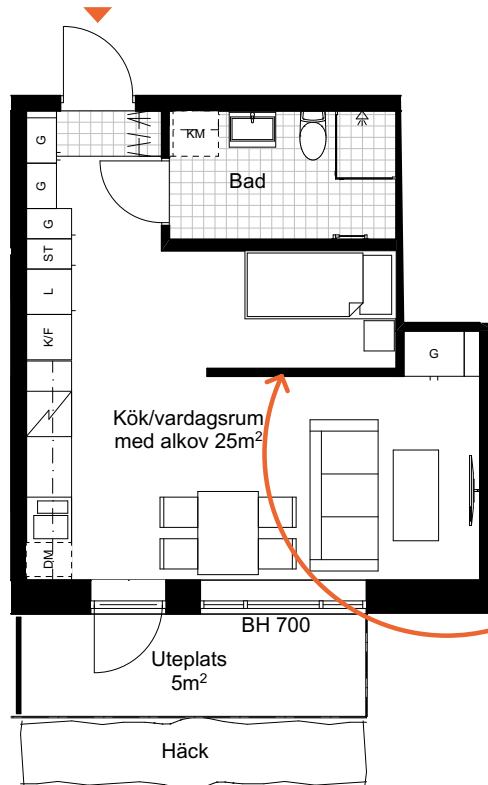 G
KM
G
Bad
G
ST
L
K/F
G
Kök/vardagsrum
med alkov 25m²
DM
BH 700
Uteplats
5m²
Häck